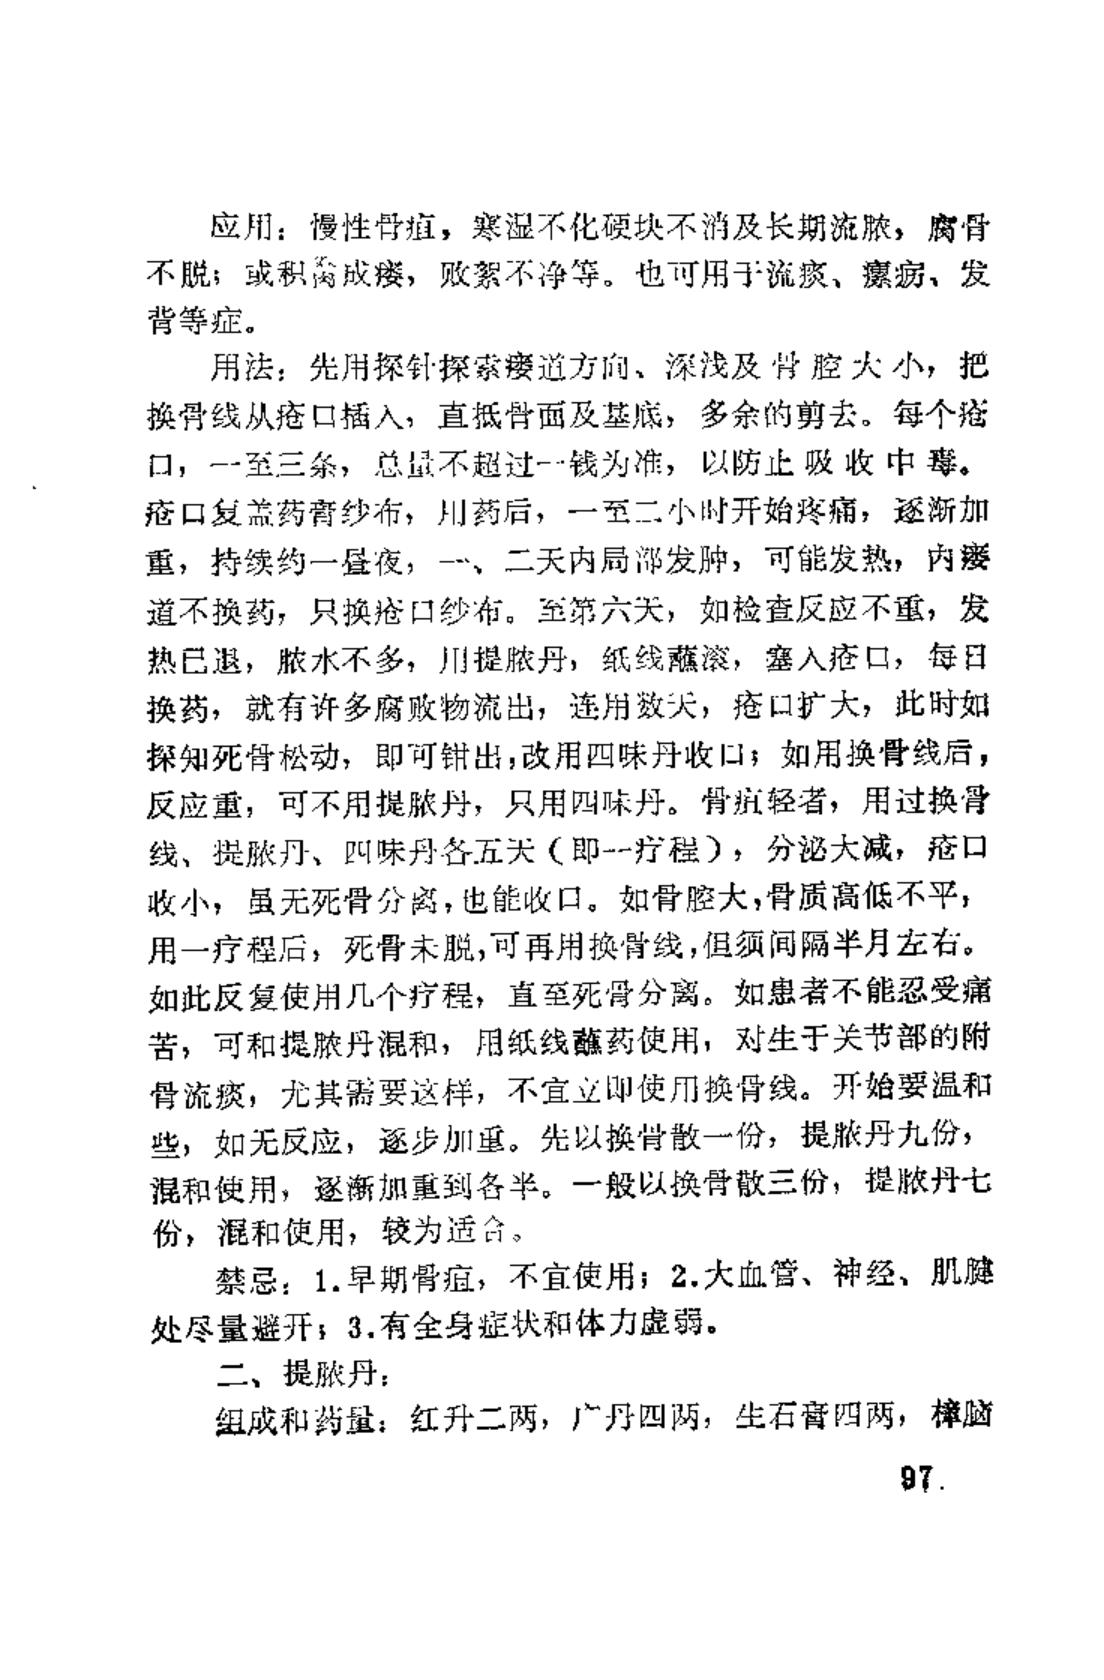 应用：慢性骨疽，寒湿不化硬块不消及长期流脓，腐骨
不脱；或积脔成瘘，败絮不净等。也可用于流痰、瘰疬、发
背等症。
用法：先用探针探索瘘道方向、深浅及骨腔大小，把
换骨线从疮口插入，直抵骨面及基底，多余的剪去。每个疮
口，一至三条，总量不超过一钱为准，以防止吸收中毒。
疮口复盖药膏纱布，用药后，一至二小时开始疼痛，逐渐加
重，持续约一昼夜，一、二天内局部发肿，可能发热，内瘘
道不换药，只换疮口纱布。至第六天，如检查反应不重，发
热已退，脓水不多，用提脓丹，纸线蘸滚，塞入疮口，每日
换药，就有许多腐败物流出，连用数天，疮口扩大，此时如
探知死骨松动，即可钳出，改用四味丹收口；如用换骨线后，
反应重，可不用提脓丹，只用四味丹。骨疽轻者，用过换骨
线、提脓丹、四味丹各五天（即一疗程），分泌大减，疮口
收小，虽无死骨分离，也能收口。如骨腔大，骨质高低不平，
用一疗程后，死骨未脱，可再用换骨线，但须间隔半月左右。
如此反复使用几个疗程，直至死骨分离。如患者不能忍受痛
苦，可和提脓丹混和，用纸线蘸药使用，对生于关节部的附
骨流痰，尤其需要这样，不宜立即使用换骨线。开始要温和
些，如无反应，逐步加重。先以换骨散一份，提脓丹九份，
混和使用，逐渐加重到各半。一般以换骨散三份，提脓丹七
份，混和使用，较为适合。
禁忌：1.早期骨疽，不宜使用；2.大血管、神经、肌腱
处尽量避开；3.有全身症状和体力虚弱。
二、提脓丹：
组成和药量：红升二两，广丹四两，生石膏四两，樟脑
97.